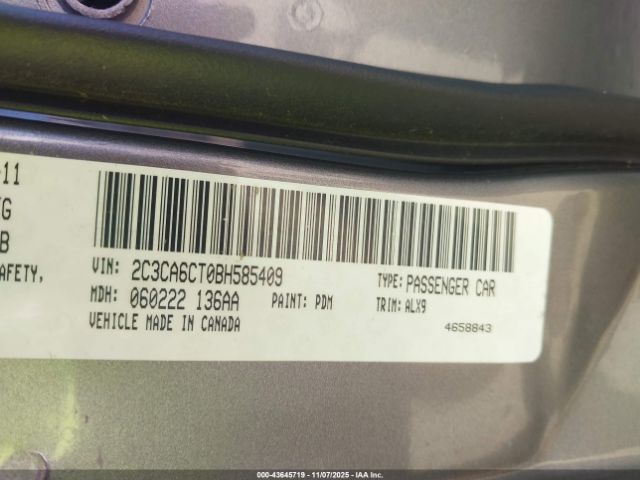 -11
B
AFETY,
VIN: 2C3CA6CT0BH585409
TYPE: PASSENGER CAR
MDH: 060222 136AA
PAINT: PDM
TRIM: ALX9
VEHICLE MADE IN CANADA
4658843
000-43645719 - 11/07/2025 - IAA Inc.